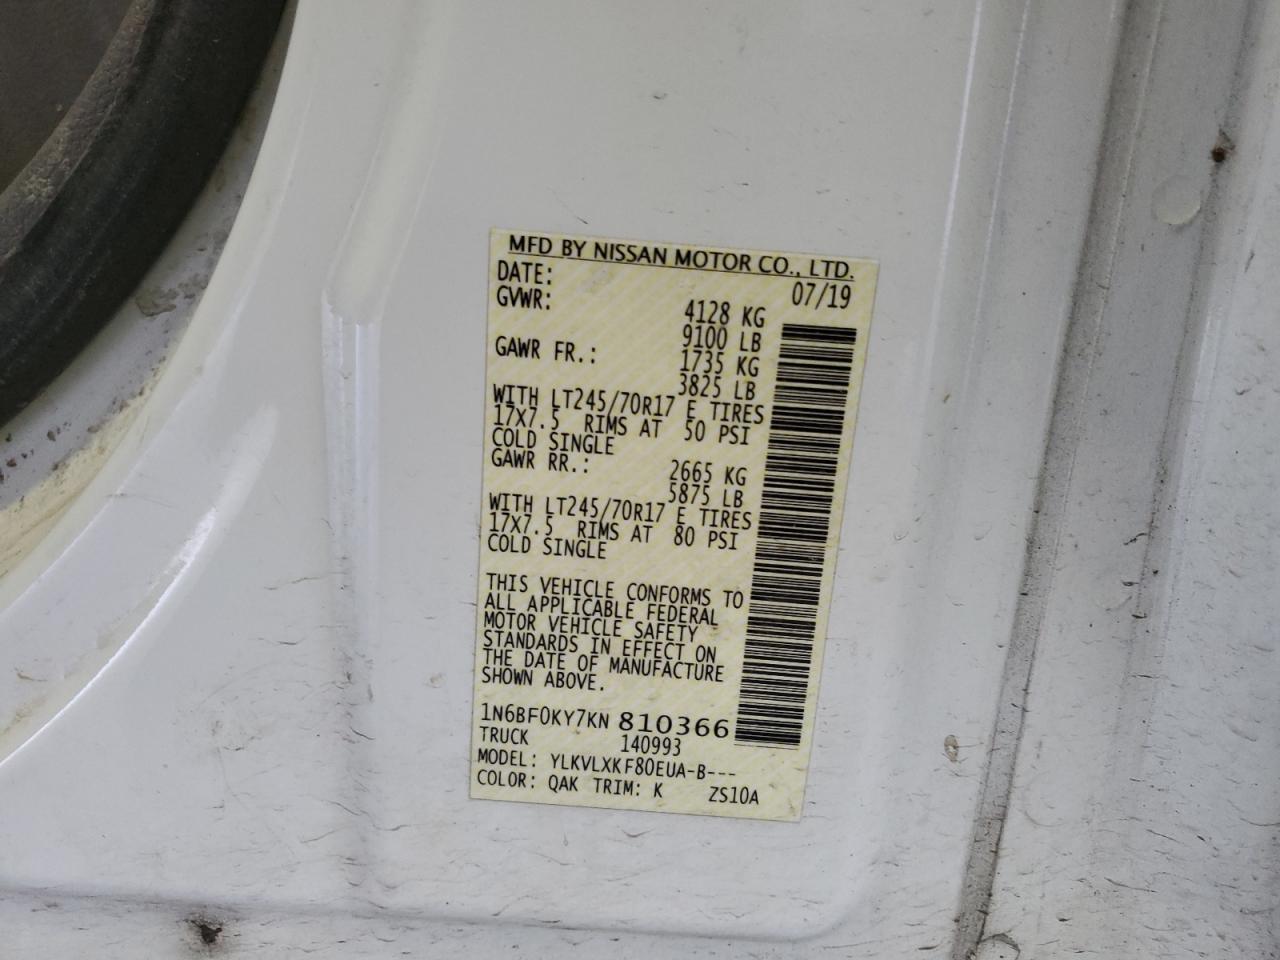 MFD BY NISSAN MOTOR CO., LTD.
DATE: 07/19
GVWR: 4128 KG
9100 LB
GAWR FR.: 1735 KG
3825 LB
WITH LT245/70R17 E TIRES
17X7.5 RIMS AT 50 PSI
COLD SINGLE
GAWR RR.: 2665 KG
5875 LB
WITH LT245/70R17 E TIRES
17X7.5 RIMS AT 80 PSI
COLD SINGLE
THIS VEHICLE CONFORMS TO
ALL APPLICABLE FEDERAL
MOTOR VEHICLE SAFETY
STANDARDS IN EFFECT ON
THE DATE OF MANUFACTURE
SHOWN ABOVE.
1N6BF0KY7KN 810366
TRUCK 140993
MODEL: YLKVLXKF80EUA-B---
COLOR: QAK TRIM: K ZS10A